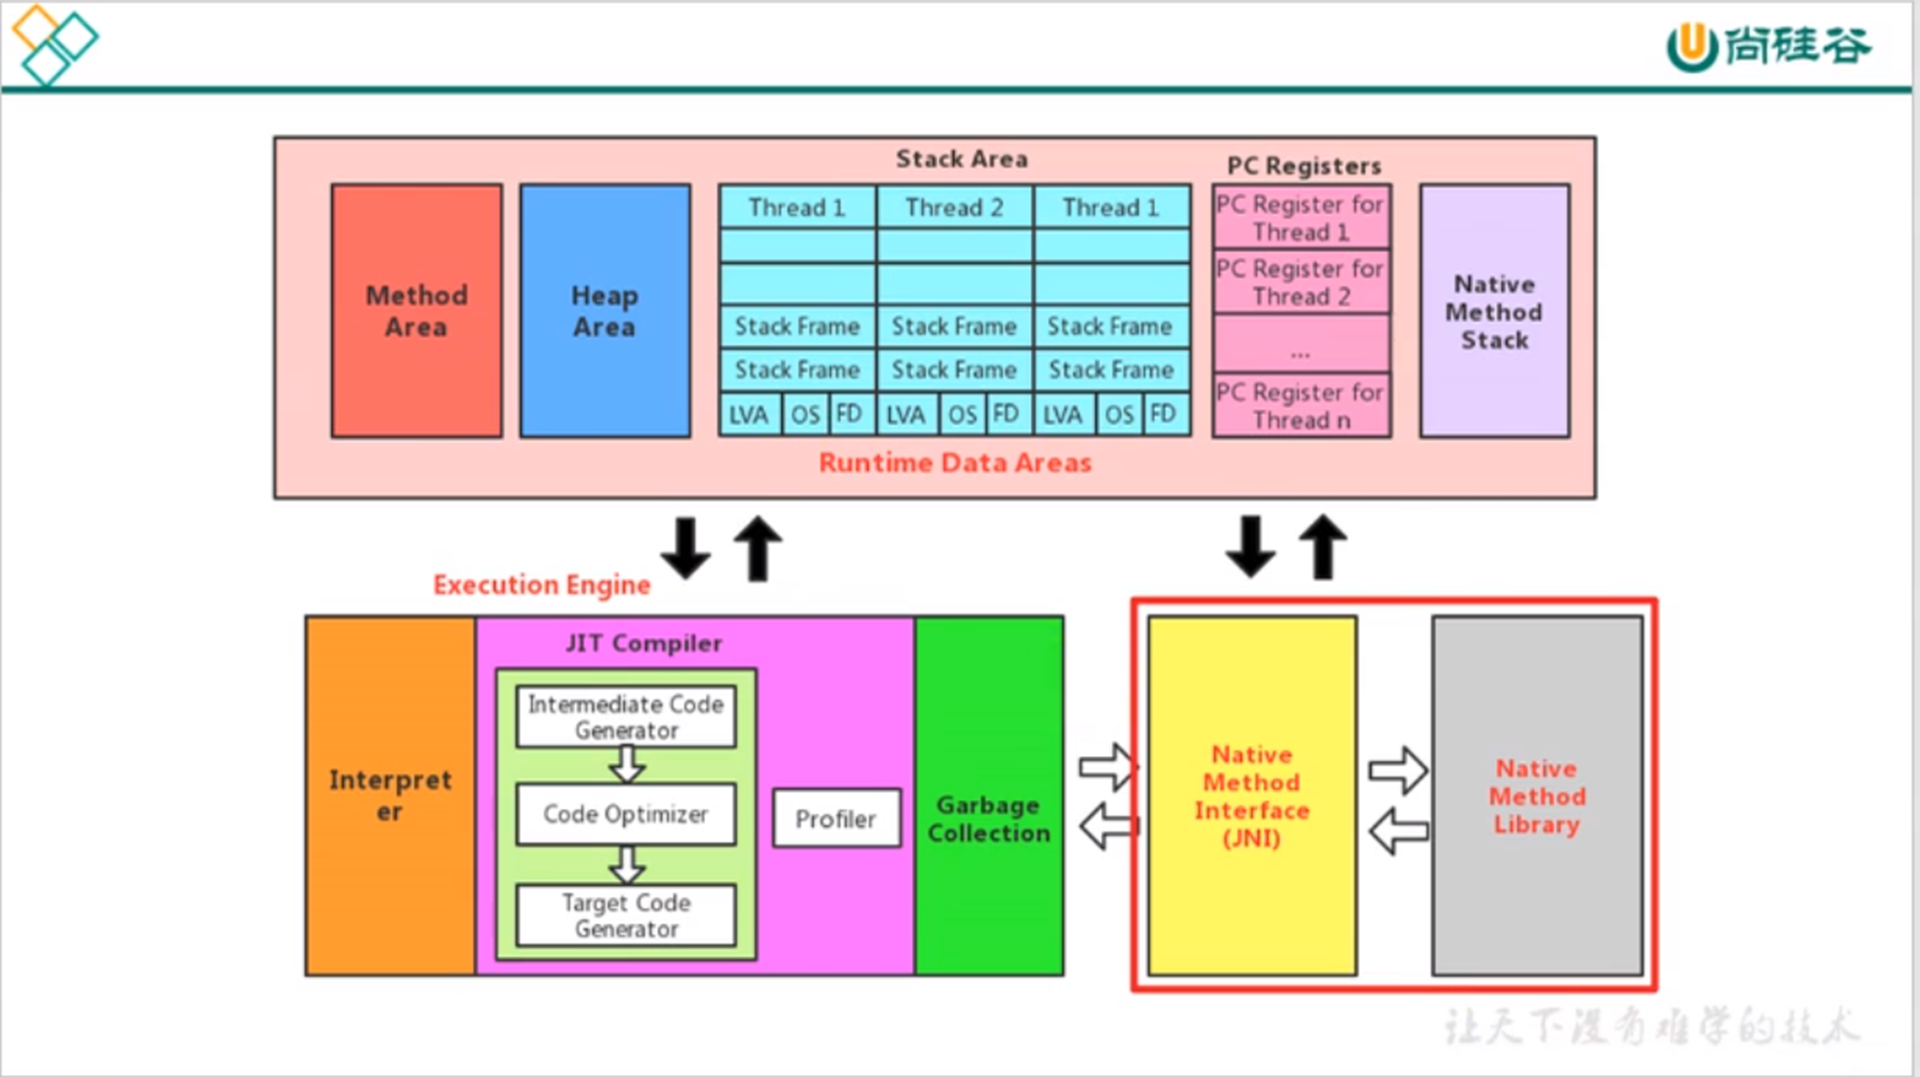 尚硅谷
Stack Area
PC Registers
Method
Area
Heap
Area
Thread 1
Thread 2
Thread 1
Stack Frame
Stack Frame
Stack Frame
Stack Frame
Stack Frame
Stack Frame
LVA
OS
FD
LVA
OS
FD
LVA
OS
FD
PC Register for
Thread 1
PC Register for
Thread 2
...
PC Register for
Thread n
Native
Method
Stack
Runtime Data Areas
Execution Engine
Interpret
er
JIT Compiler
Intermediate Code
Generator
Code Optimizer
Target Code
Generator
Profiler
Garbage
Collection
Native
Method
Interface
(JNI)
Native
Method
Library
让天下没有难学的技术